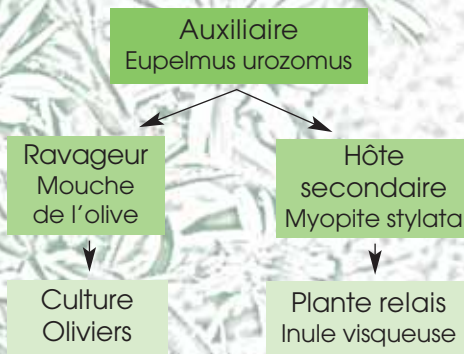 Auxiliaire
Eupelmus urozomus
Ravageur
Mouche
de l'olive
Hôte
secondaire
Myopite stylata
Culture
Oliviers
Plante relais
Inule visqueuse